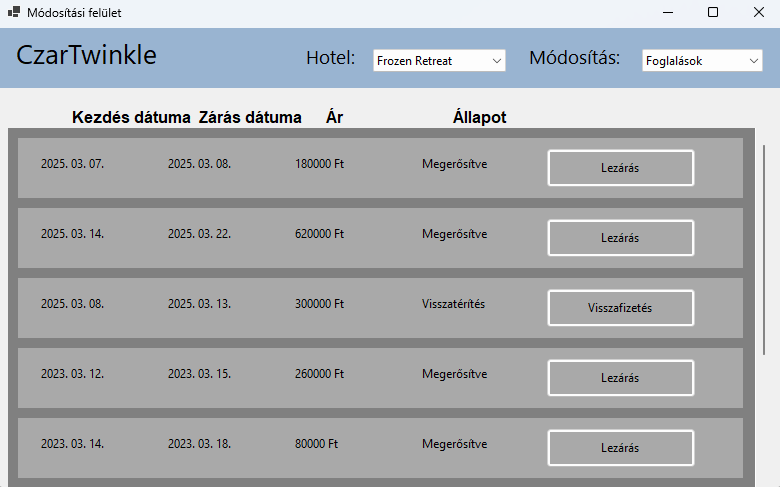 Módosítási felület
CzarTwinkle Hotel: Frozen Retreat Módosítás: Foglalások
Kezdés dátuma Zárás dátuma Ár Állapot
2025. 03. 07. 2025. 03. 08. 180000 Ft Megerősítve Lezárás
2025. 03. 14. 2025. 03. 22. 620000 Ft Megerősítve Lezárás
2025. 03. 08. 2025. 03. 13. 300000 Ft Visszatérítés Visszafizetés
2023. 03. 12. 2023. 03. 15. 260000 Ft Megerősítve Lezárás
2023. 03. 14. 2023. 03. 18. 80000 Ft Megerősítve Lezárás